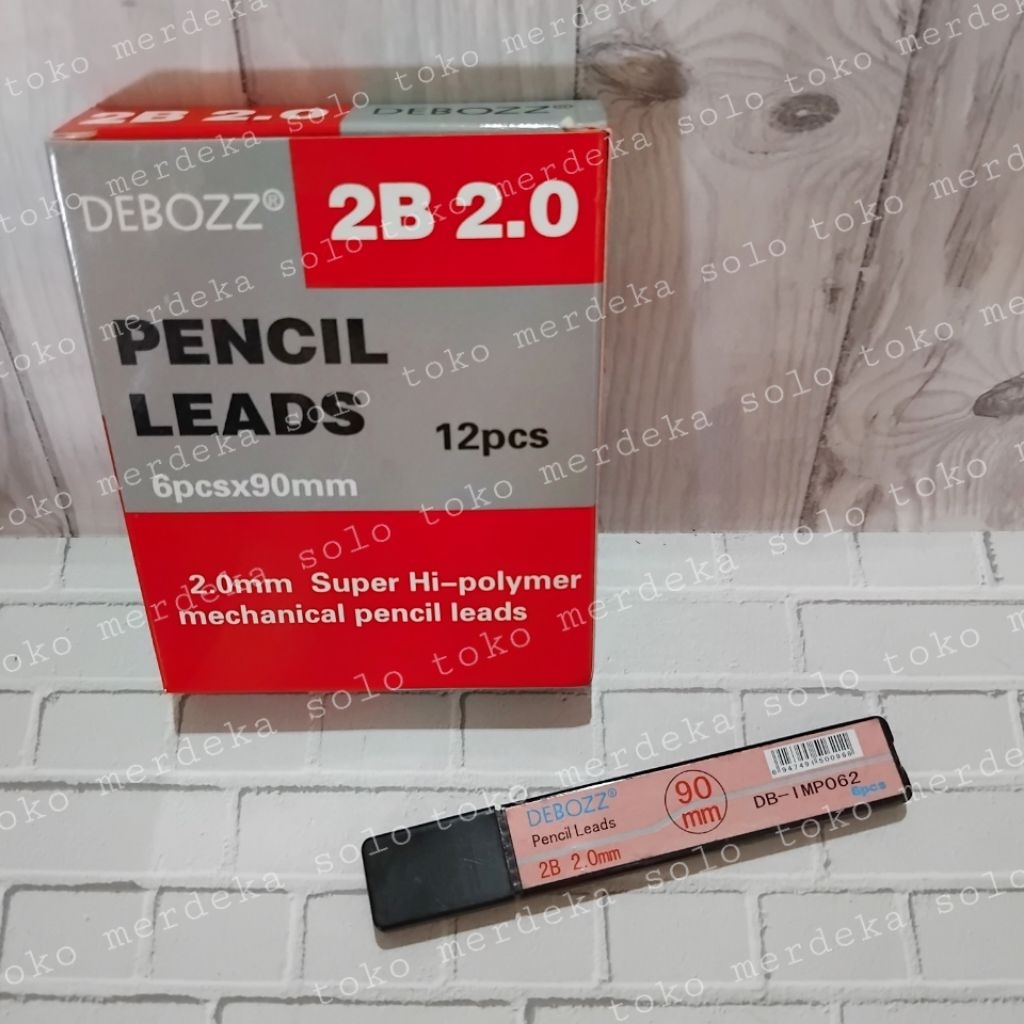 2B 2.0 DEBOZZ®
DEBOZZ® 2B 2.0
PENCIL
LEADS
12pcs
6pcsx90mm
2.0mm Super Hi-polymer
mechanical pencil leads
DEBOZZ®
Pencil Leads
2B 2.0mm
90
mm
DB-IMP062
6pcs
toko merdeka solo